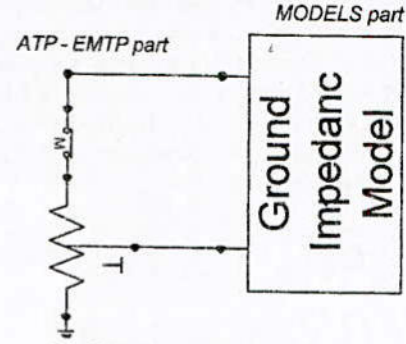 MODELS part
ATP - EMTP part
M
T
Ground
Impedanc
Model